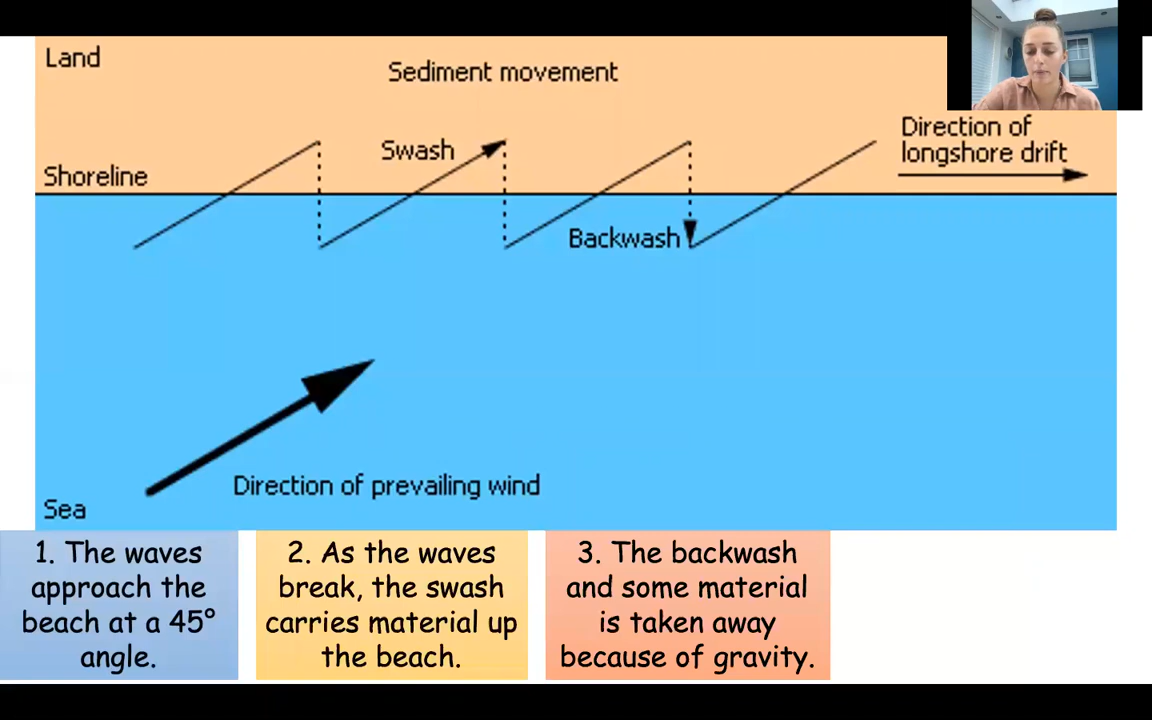 Land
Sediment movement
Direction of
longshore drift
Swash
Shoreline
Backwash
Direction of prevailing wind
Sea
1. The waves
approach the
beach at a 45°
angle.
2. As the waves
break, the swash
carries material up
the beach.
3. The backwash
and some material
is taken away
because of gravity.